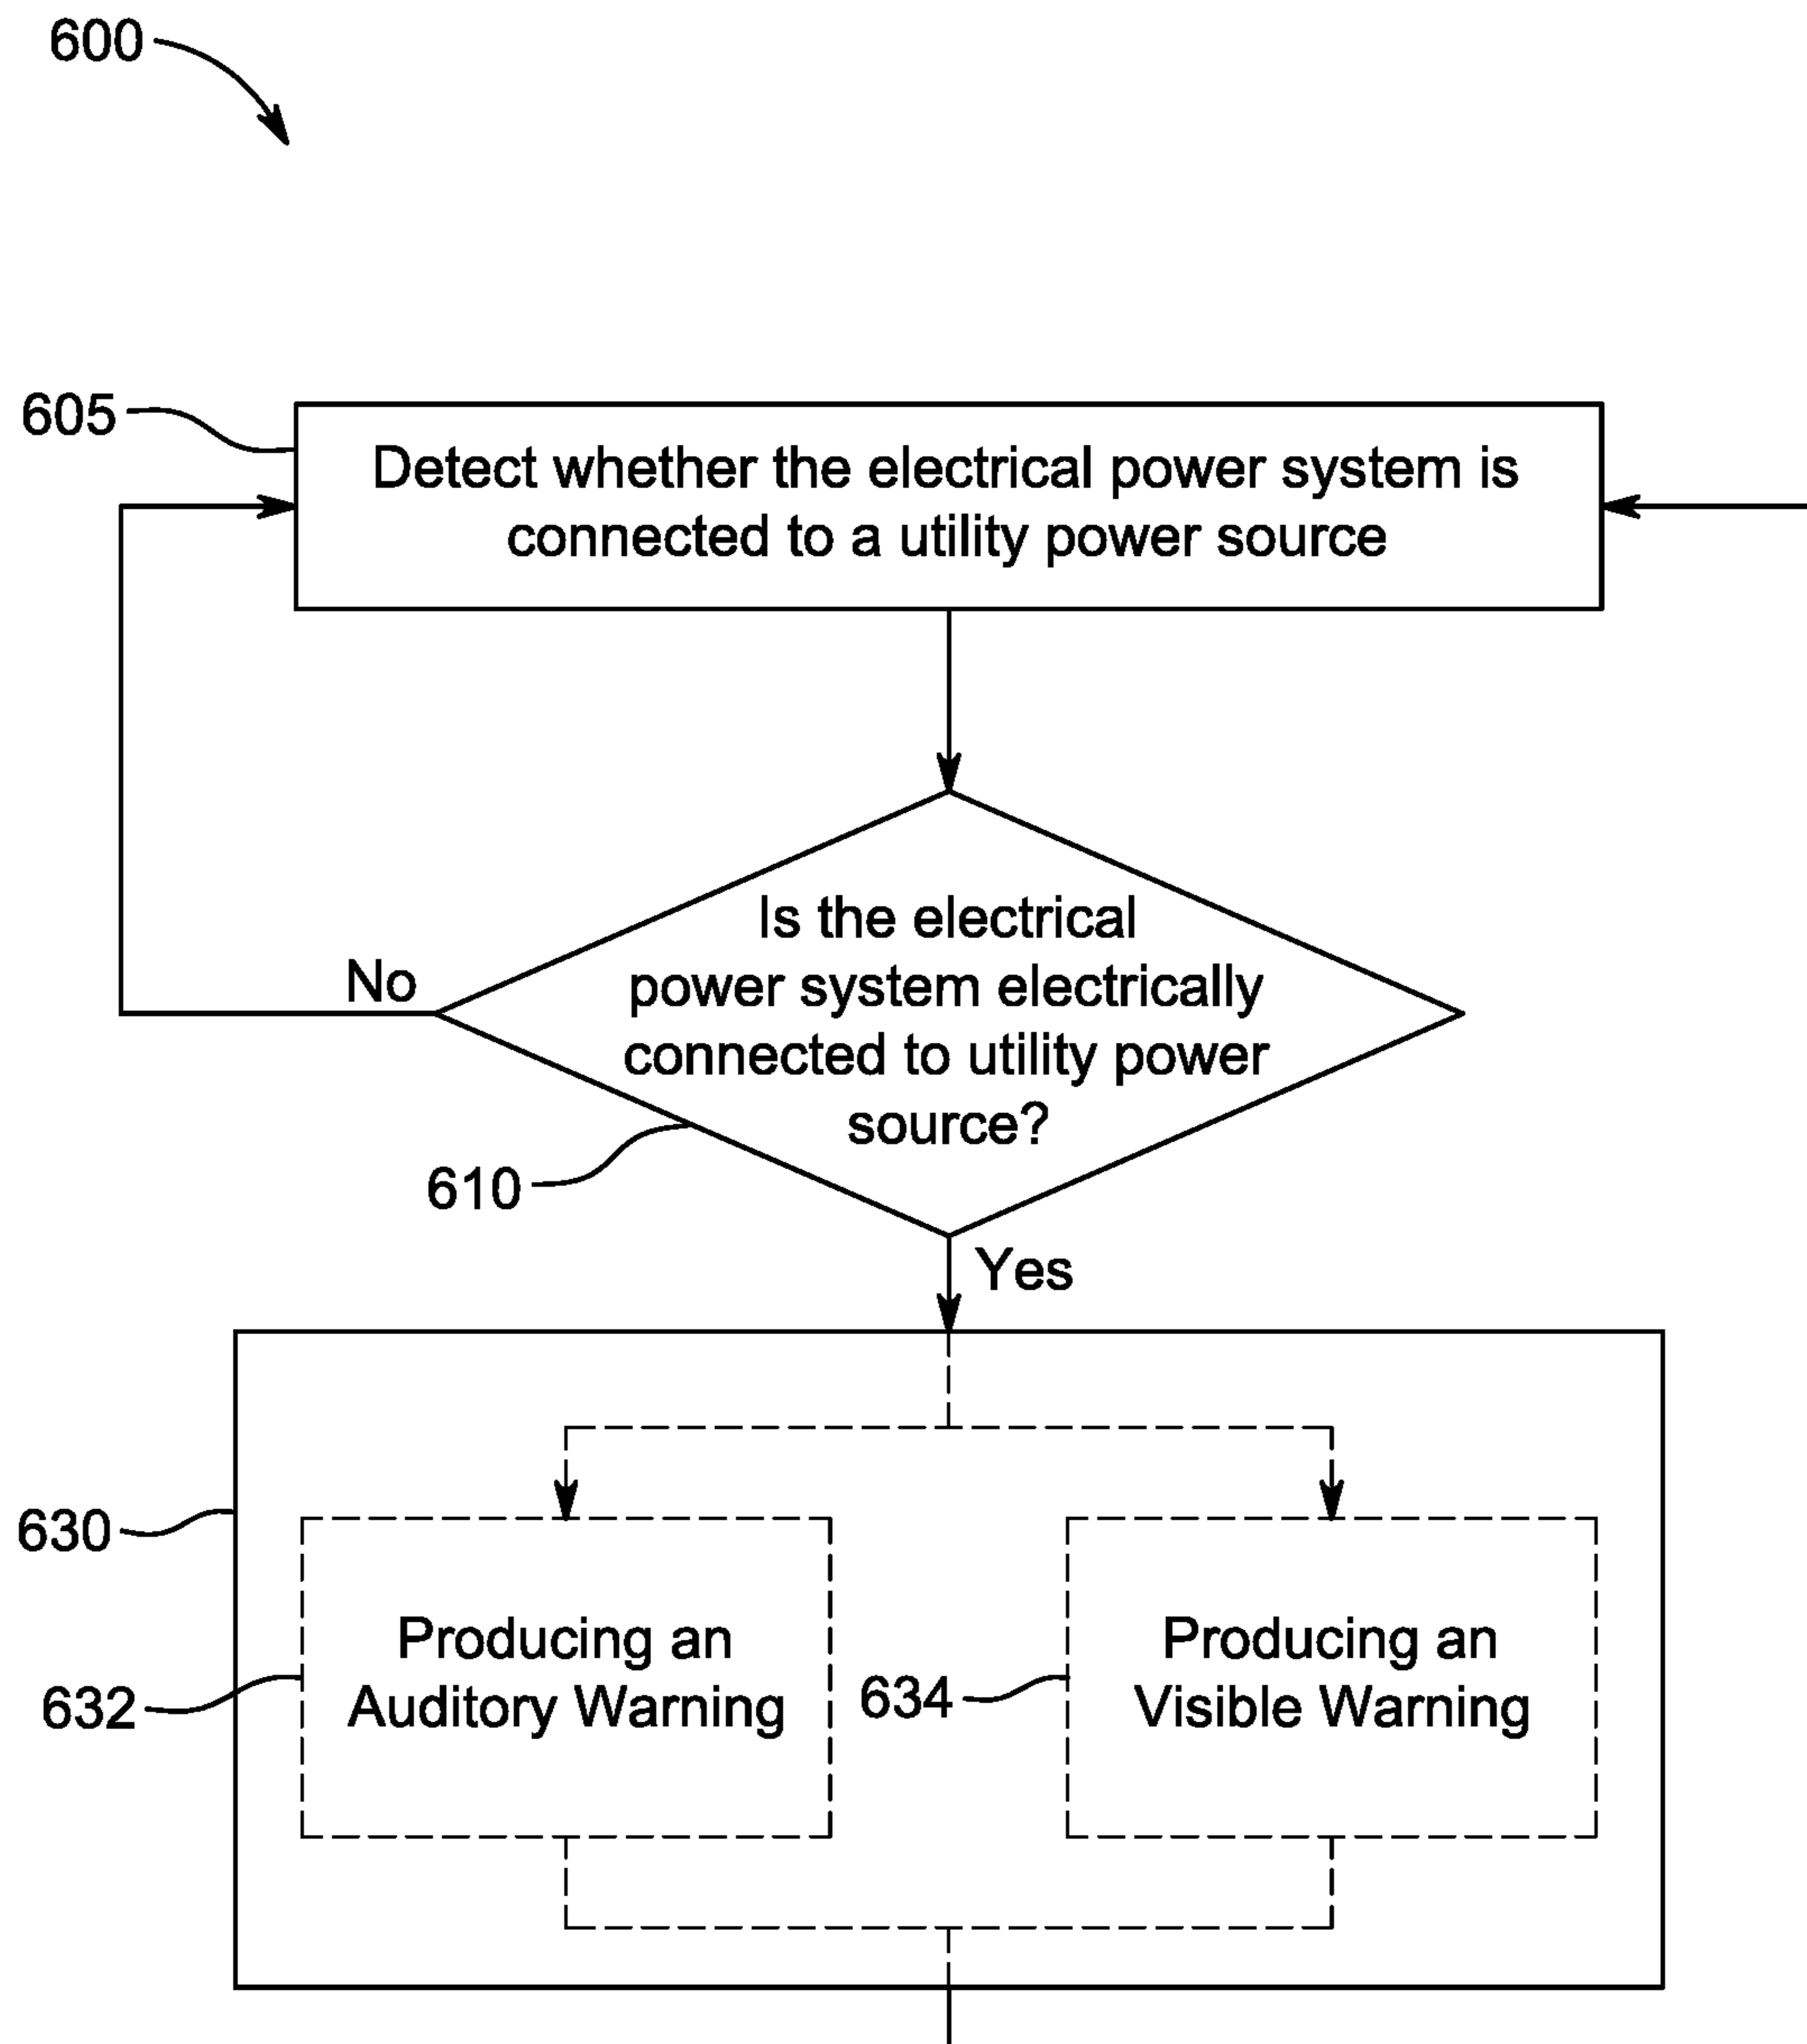 600
605
Detect whether the electrical power system is
connected to a utility power source
No
Is the electrical
power system electrically
connected to utility power
source?
610
Yes
630
632
Producing an
Auditory Warning
634
Producing an
Visible Warning